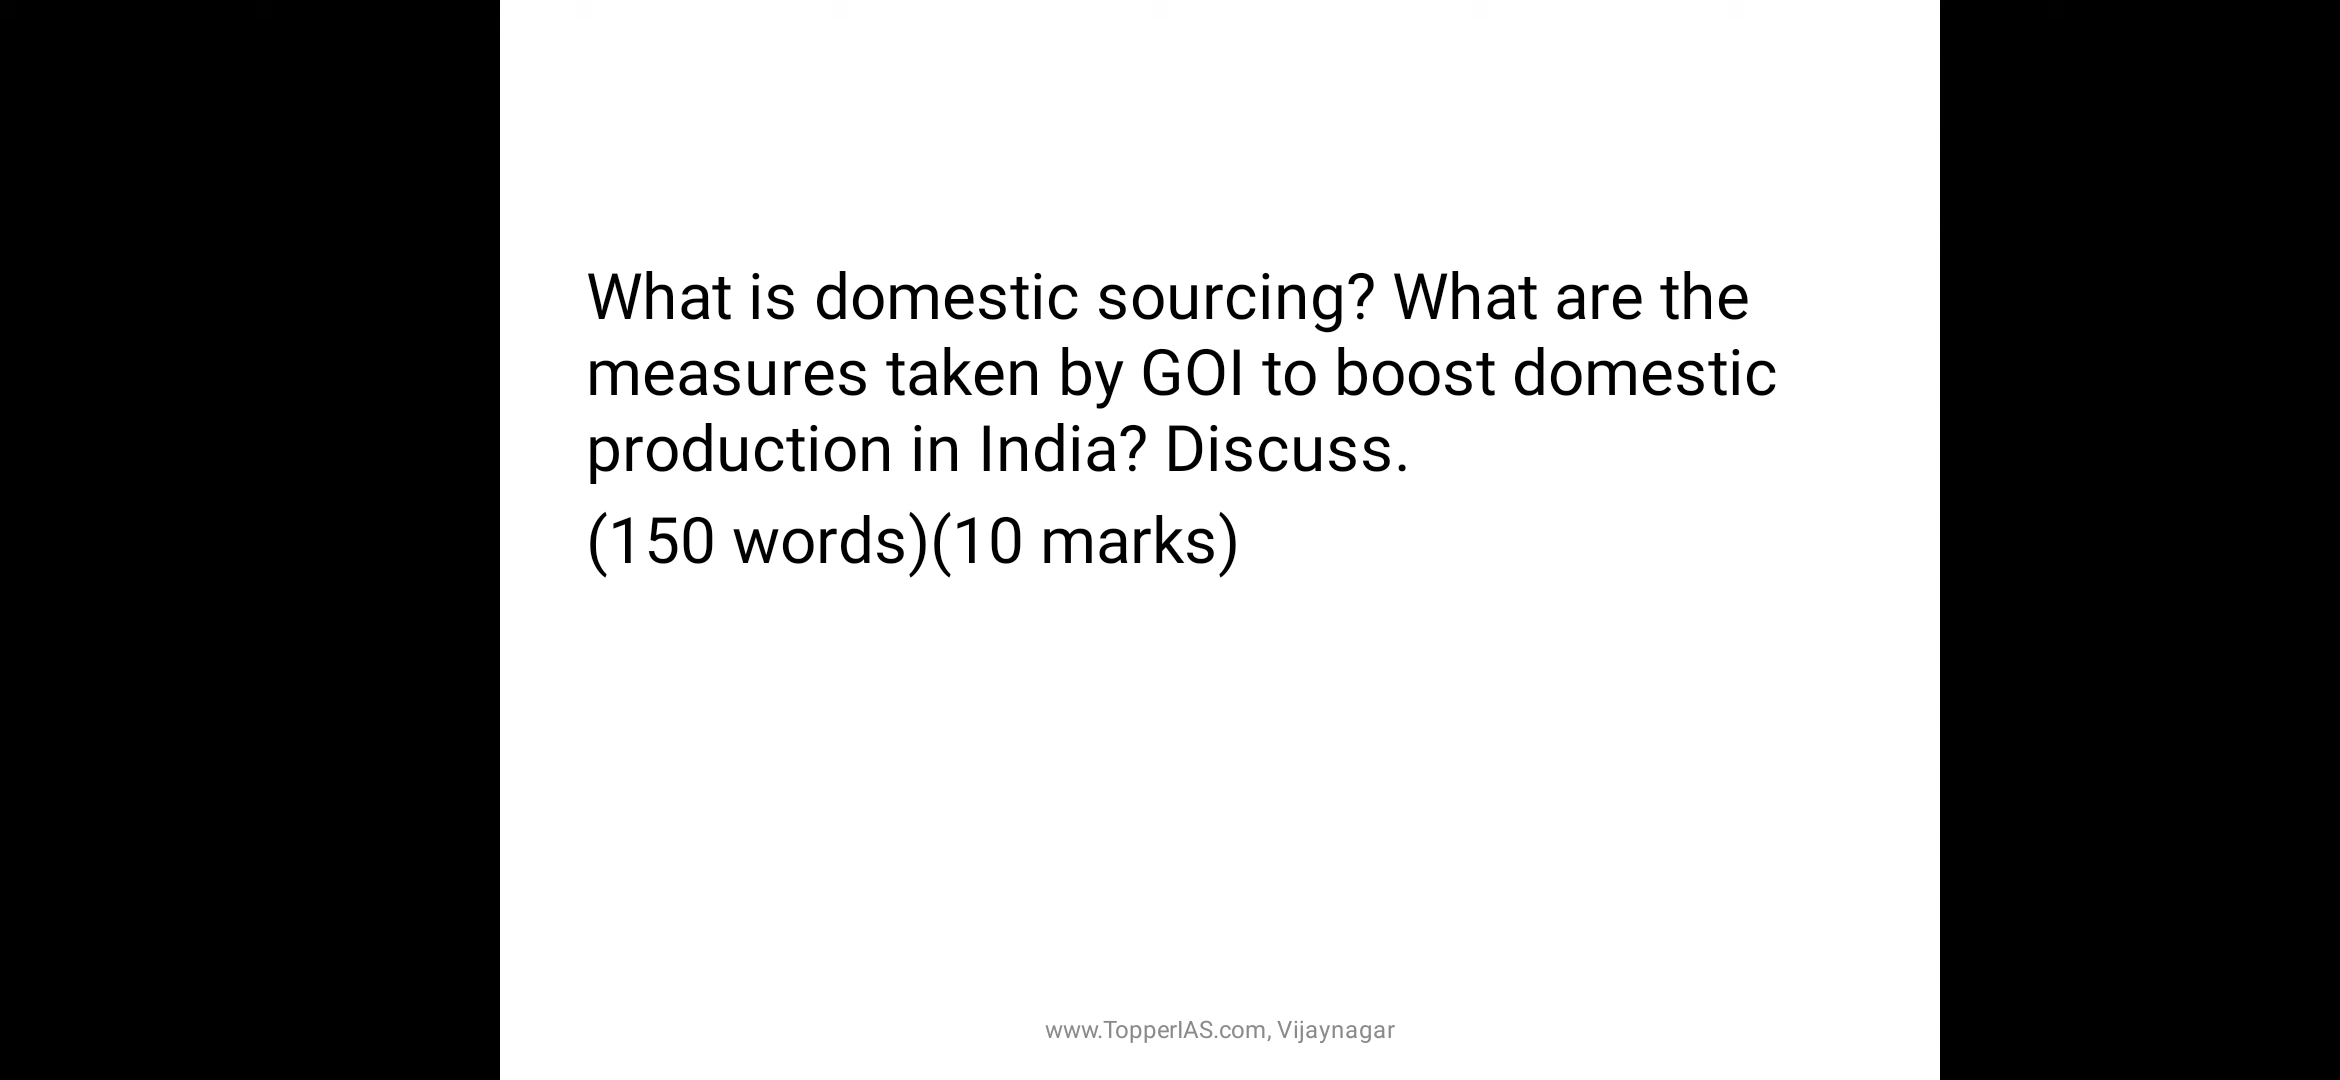 What is domestic sourcing? What are the
measures taken by GOI to boost domestic
production in India? Discuss.
(150 words)(10 marks)
www.TopperIAS.com, Vijaynagar